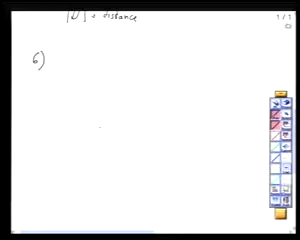 + distance
1 / 1
6)